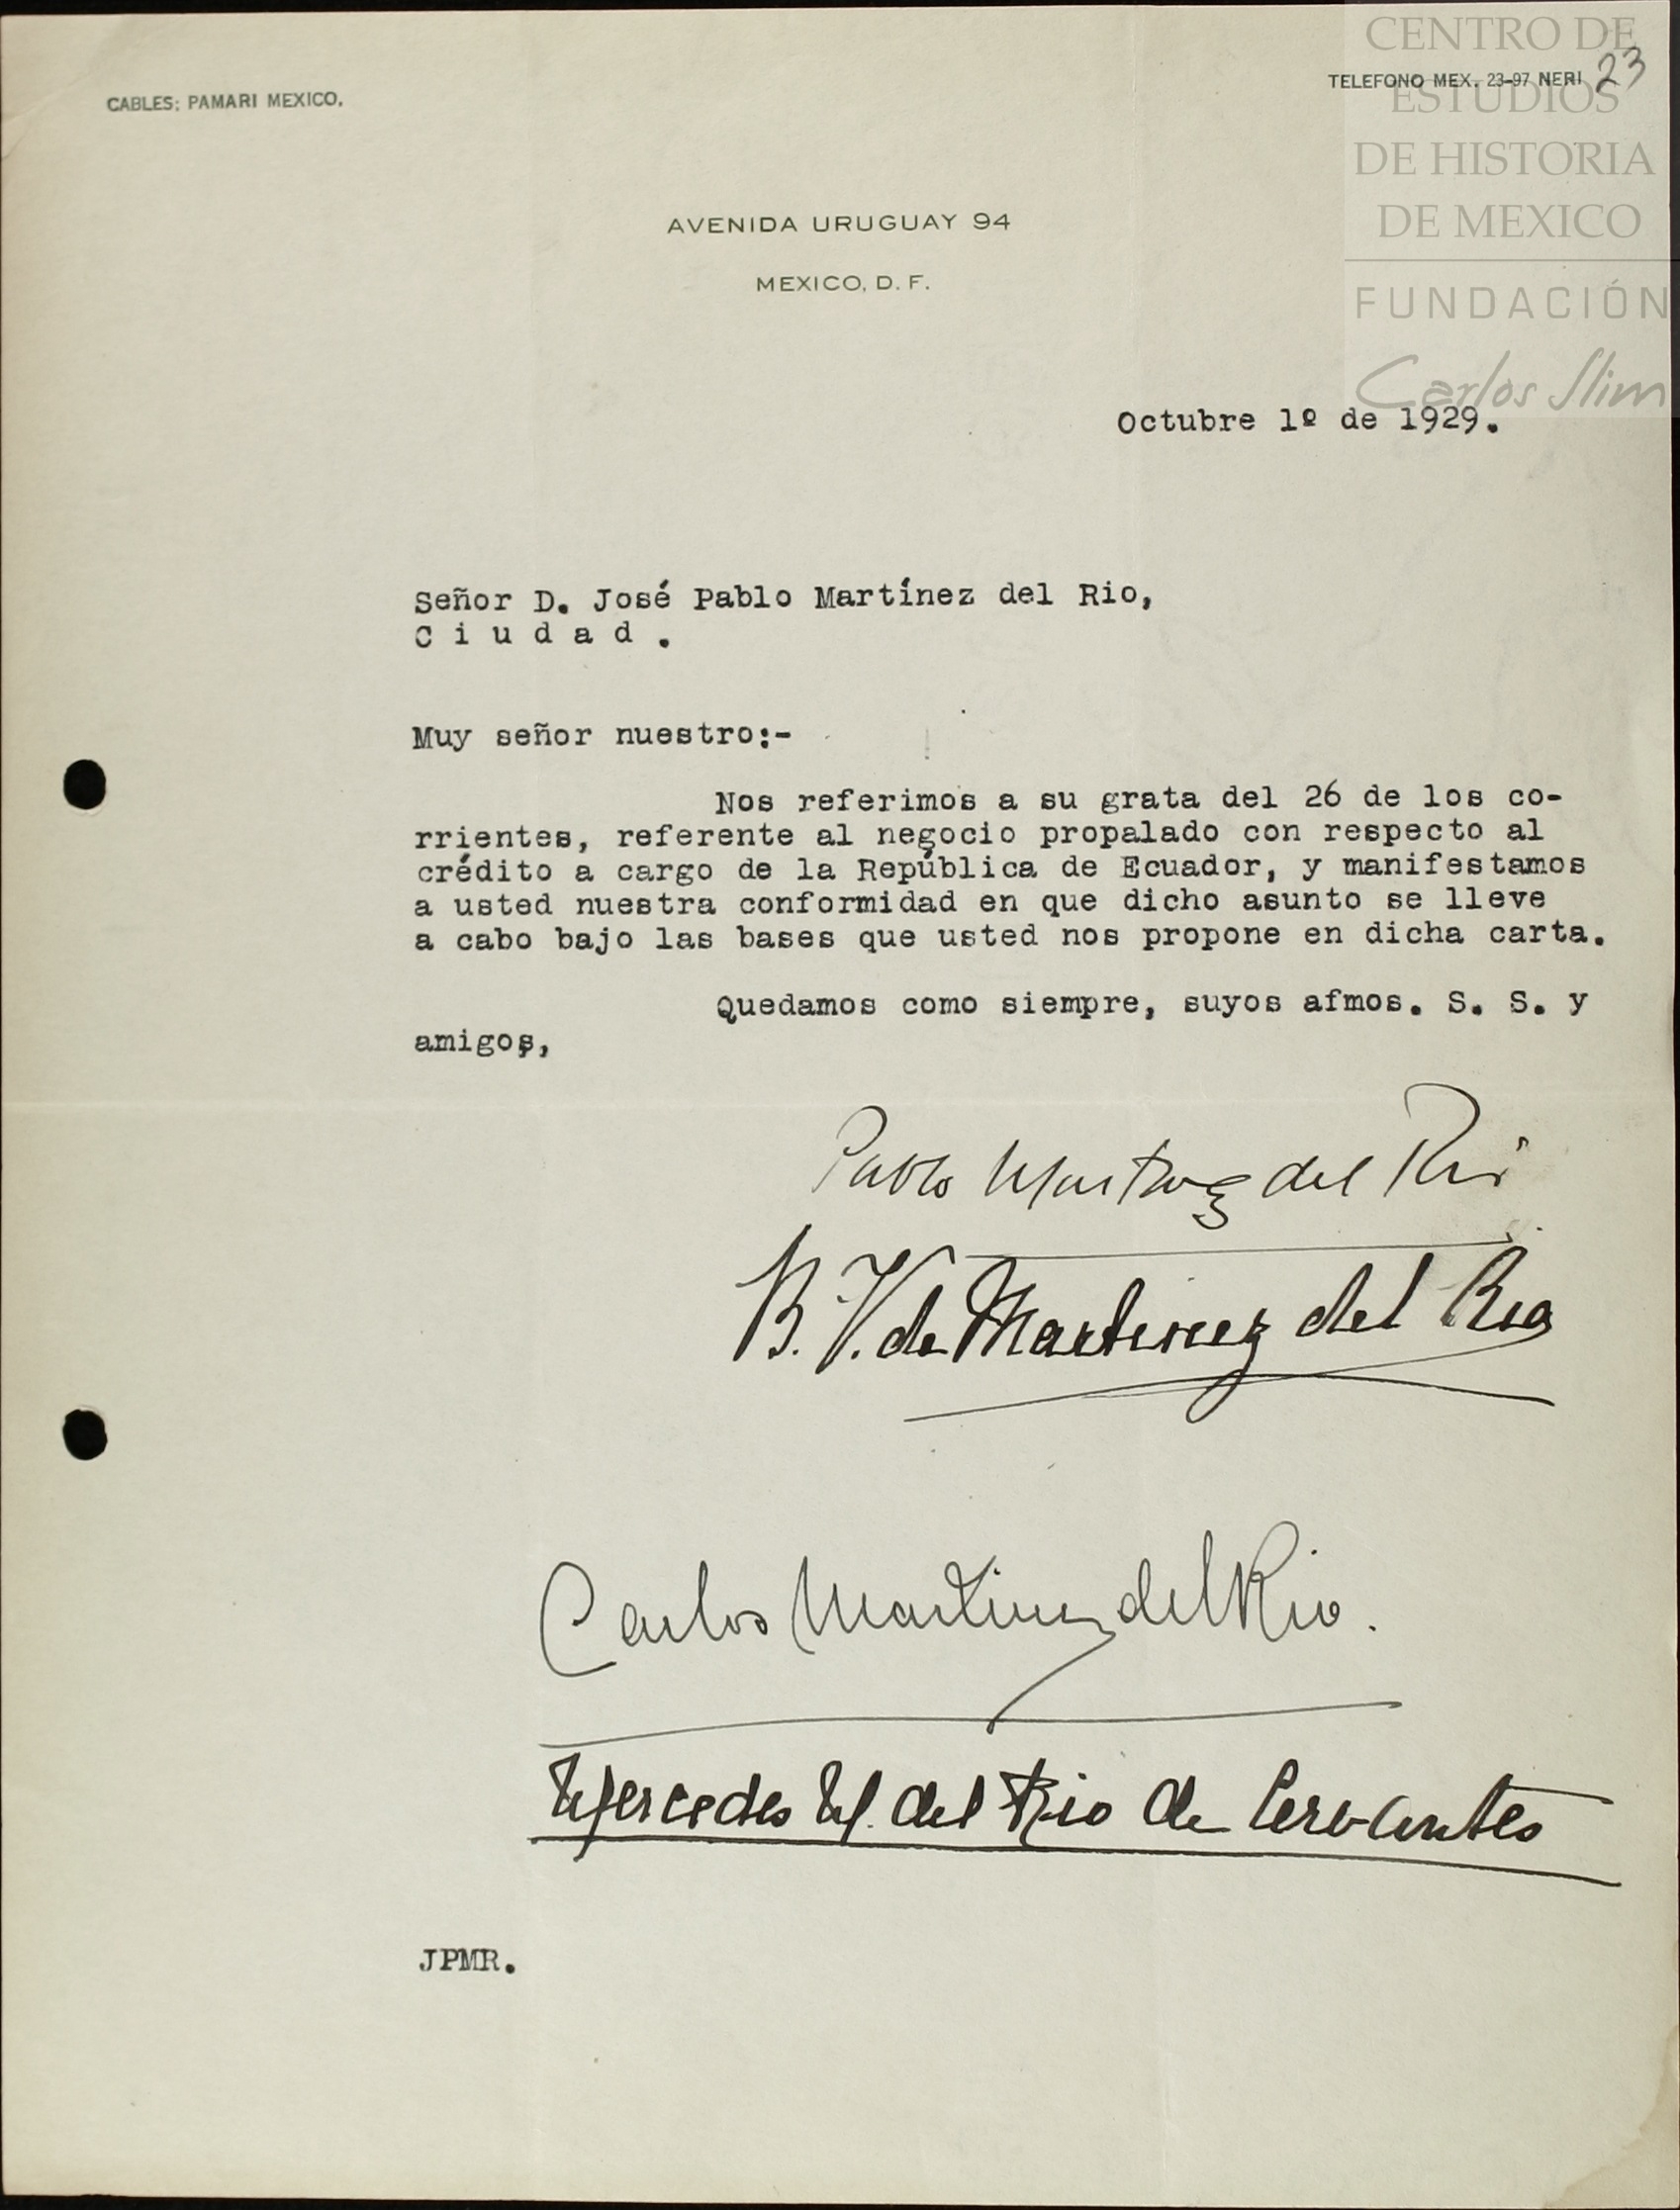 CENTRO DE
ESTUDIOS
DE HISTORIA
DE MEXICO
FUNDACIÓN
Carlos Slim
23
CABLES: PAMARI MEXICO.
TELEFONO MEX. 23-97 NERI
AVENIDA URUGUAY 94
MEXICO, D. F.
Octubre 1º de 1929.
Señor D. José Pablo Martínez del Rio,
C i u d a d .
Muy señor nuestro:-
Nos referimos a su grata del 26 de los co-
rrientes, referente al negocio propalado con respecto al
crédito a cargo de la República de Ecuador, y manifestamos
a usted nuestra conformidad en que dicho asunto se lleve
a cabo bajo las bases que usted nos propone en dicha carta.
Quedamos como siempre, suyos afmos. S. S. y
amigos,
Pablo Martinez del Rio
B. V. de Martinez del Rio
Carlos Martinez del Rio.
Mercedes M. del Rio de Cervantes
JPMR.